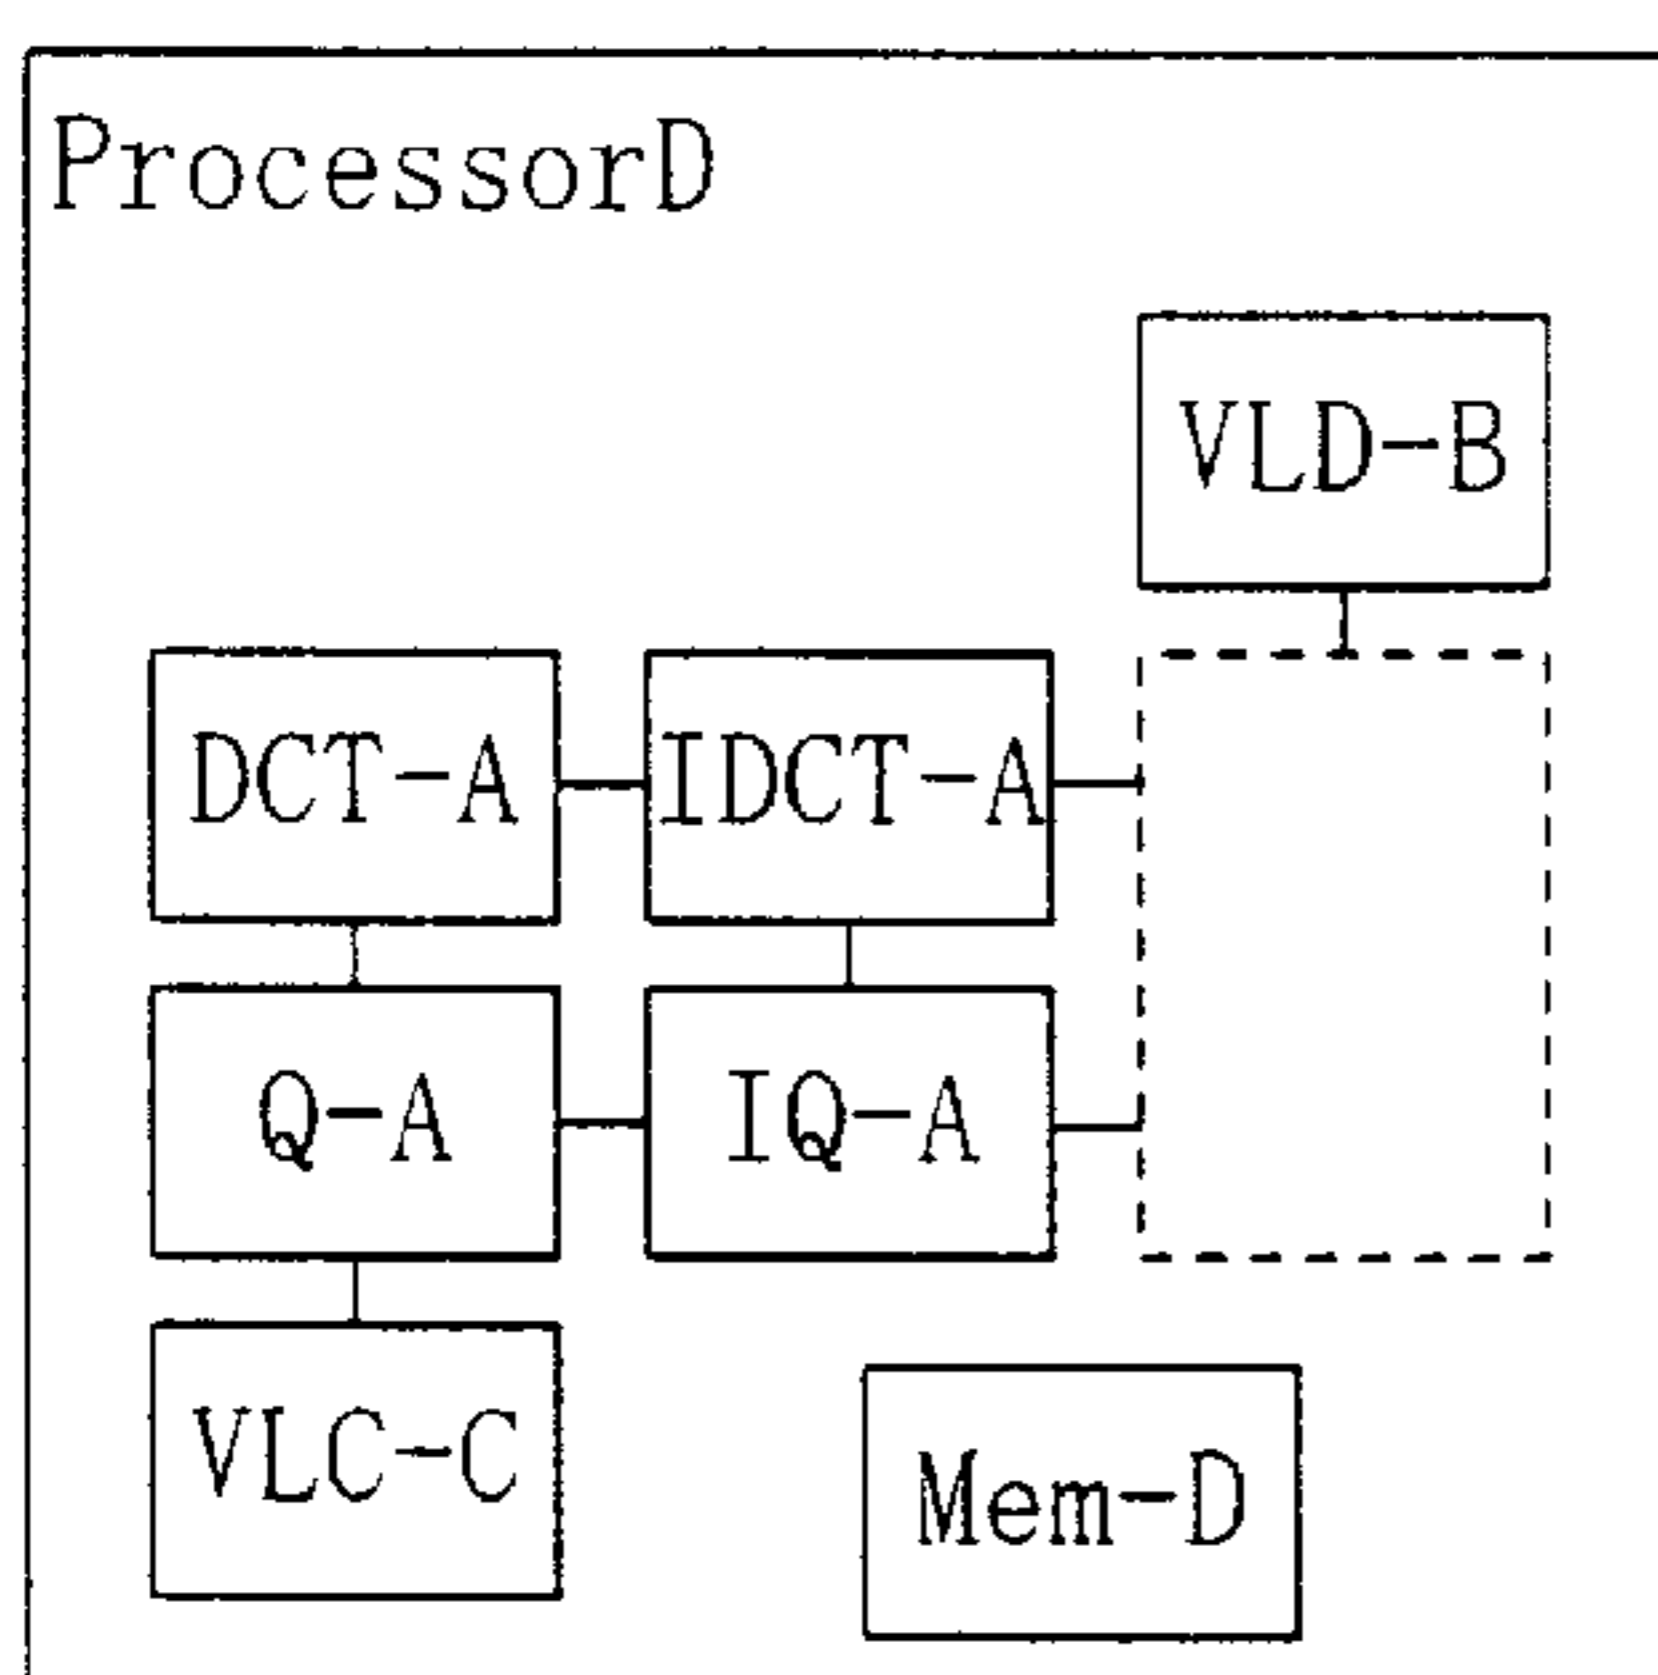 ProcessorD
VLD-B
DCT-A
IDCT-A
Q-A
IQ-A
VLC-C
Mem-D